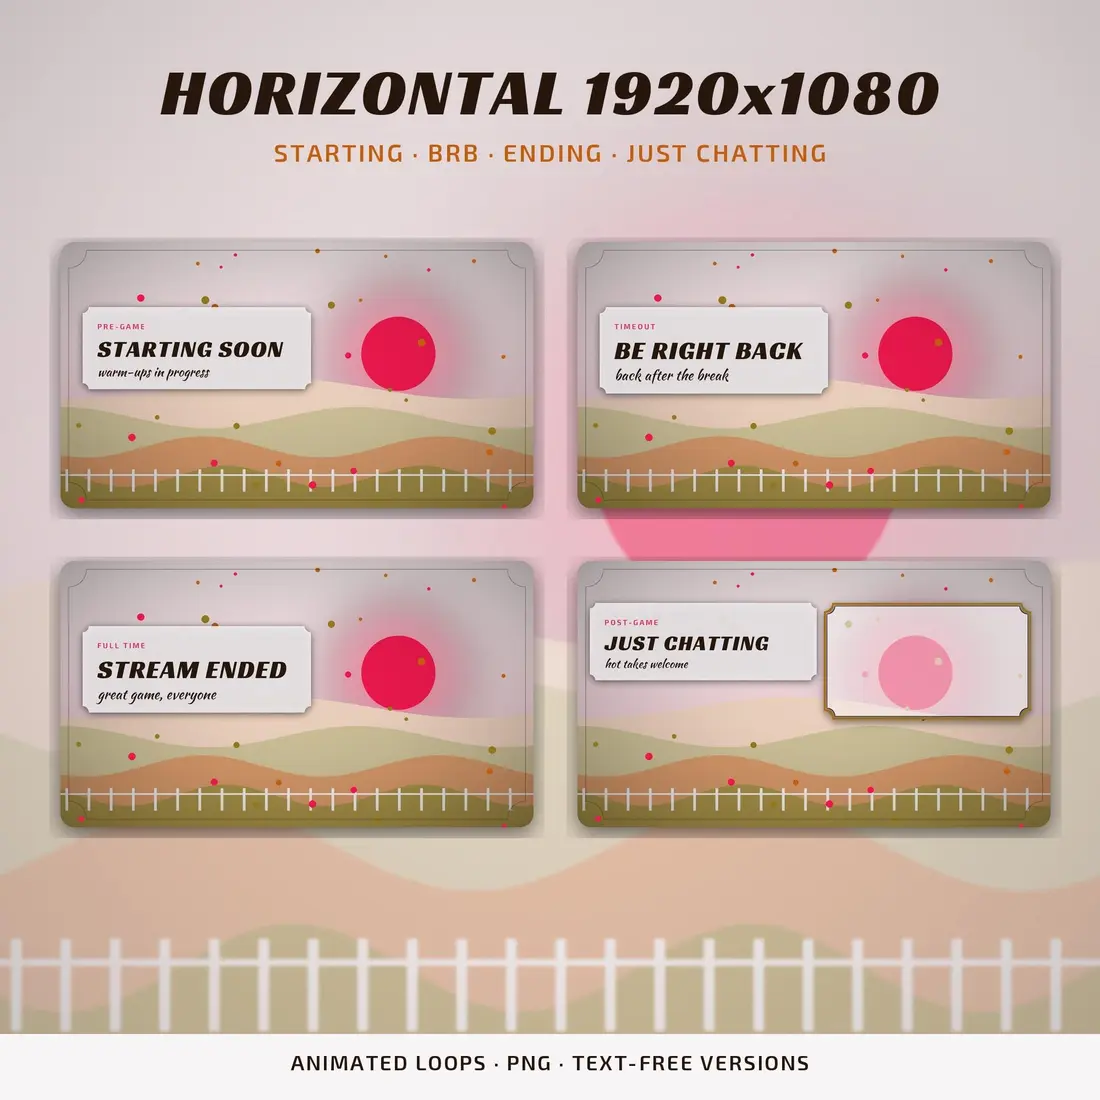 HORIZONTAL 1920x1080
STARTING · BRB · ENDING · JUST CHATTING
PRE-GAME
STARTING SOON
warm-ups in progress
TIMEOUT
BE RIGHT BACK
back after the break
FULL TIME
STREAM ENDED
great game, everyone
POST-GAME
JUST CHATTING
hot takes welcome
ANIMATED LOOPS · PNG · TEXT-FREE VERSIONS